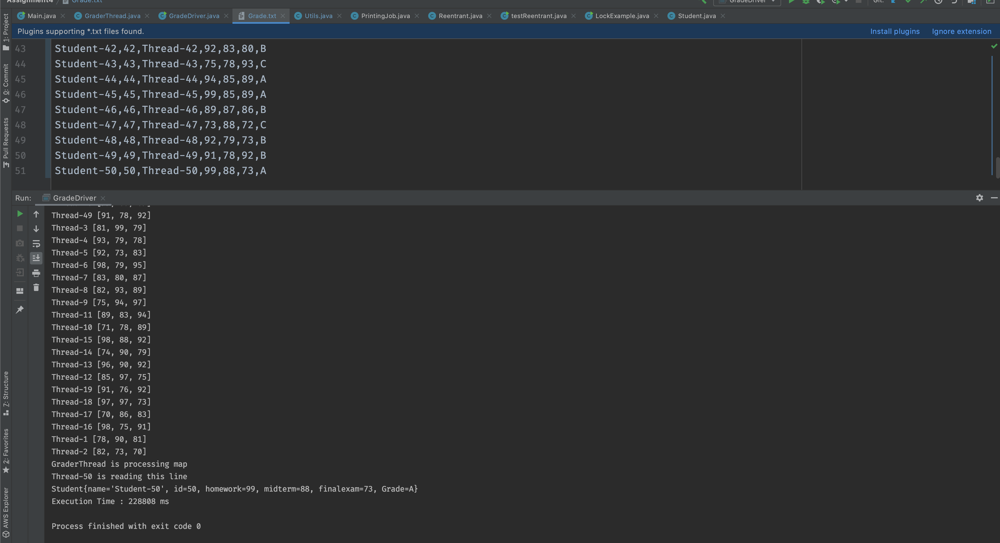 Assignment4 / Grade.txt GradeDriver Git:
Main.java GraderThread.java GradeDriver.java Grade.txt Utils.java PrintingJob.java Reentrant.java testReentrant.java LockExample.java Student.java
Plugins supporting *.txt files found. Install plugins Ignore extension
1: Project
0: Commit
Pull Requests
43 Student-42,42,Thread-42,92,83,80,B
44 Student-43,43,Thread-43,75,78,93,C
45 Student-44,44,Thread-44,94,85,89,A
46 Student-45,45,Thread-45,99,85,89,A
47 Student-46,46,Thread-46,89,87,86,B
48 Student-47,47,Thread-47,73,88,72,C
49 Student-48,48,Thread-48,92,79,73,B
50 Student-49,49,Thread-49,91,78,92,B
51 Student-50,50,Thread-50,99,88,73,A
Run: GradeDriver
Thread-49 [91, 78, 92]
Thread-3 [81, 99, 79]
Thread-4 [93, 79, 78]
Thread-5 [92, 73, 83]
Thread-6 [98, 79, 95]
Thread-7 [83, 80, 87]
Thread-8 [82, 93, 89]
Thread-9 [75, 94, 97]
Thread-11 [89, 83, 94]
Thread-10 [71, 78, 89]
Thread-15 [98, 88, 92]
Thread-14 [74, 90, 79]
Thread-13 [96, 90, 92]
Thread-12 [85, 97, 75]
Thread-19 [91, 76, 92]
Thread-18 [97, 97, 73]
Thread-17 [70, 86, 83]
Thread-16 [98, 75, 91]
Thread-1 [78, 90, 81]
Thread-2 [82, 73, 70]
GraderThread is processing map
Thread-50 is reading this line
Student{name='Student-50', id=50, homework=99, midterm=88, finalexam=73, Grade=A}
Execution Time : 228808 ms
Process finished with exit code 0
7: Structure
2: Favorites
AWS Explorer